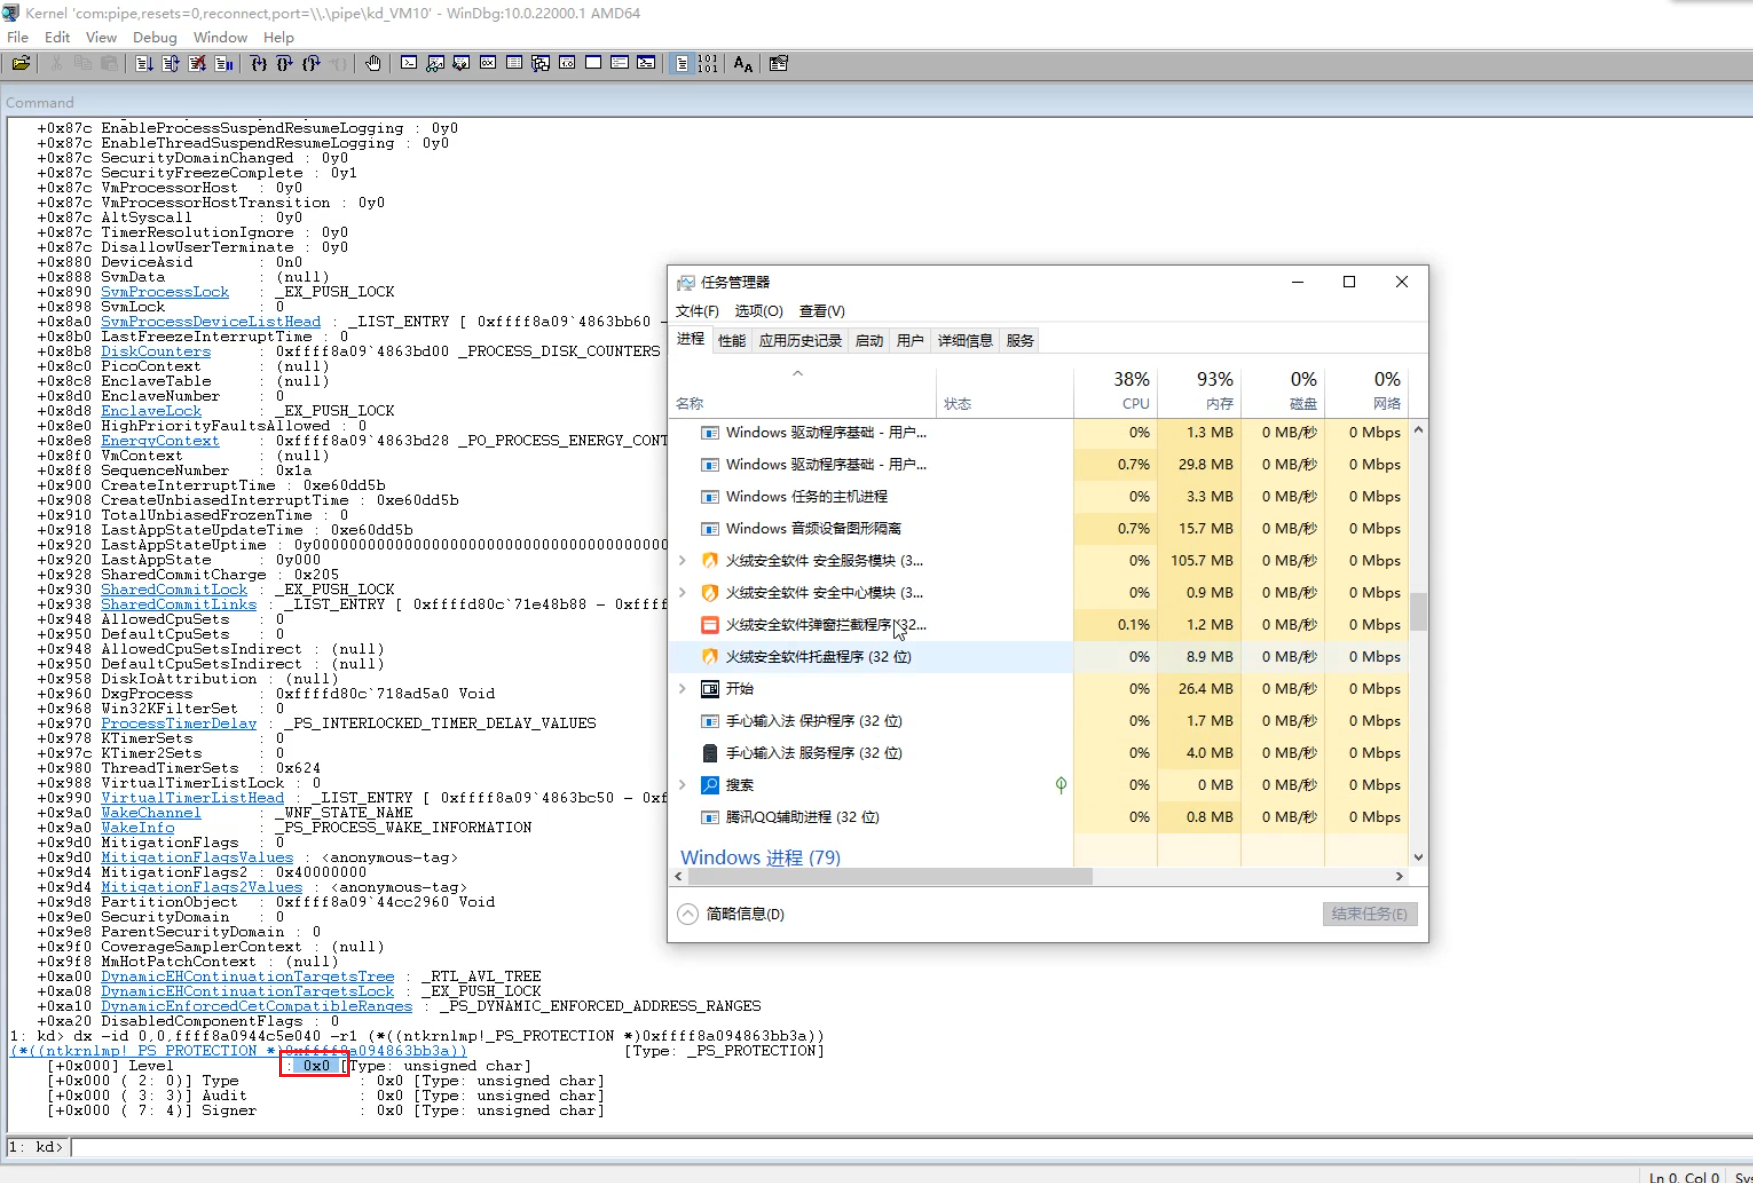 Kernel 'com:pipe,resets=0,reconnect,port=\\.\pipe\kd_VM10' - WinDbg:10.0.22000.1 AMD64
File Edit View Debug Window Help
Command
+0x87c EnableProcessSuspendResumeLogging : 0y0
+0x87c EnableThreadSuspendResumeLogging : 0y0
+0x87c SecurityDomainChanged : 0y0
+0x87c SecurityFreezeComplete : 0y1
+0x87c VmProcessorHost : 0y0
+0x87c VmProcessorHostTransition : 0y0
+0x87c AltSyscall : 0y0
+0x87c TimerResolutionIgnore : 0y0
+0x87c DisallowUserTerminate : 0y0
+0x880 DeviceAsid : 0n0
+0x888 SvmData : (null)
+0x890 SvmProcessLock : _EX_PUSH_LOCK
+0x898 SvmLock : 0
+0x8a0 SvmProcessDeviceListHead : _LIST_ENTRY [ 0xffff8a09`4863bb60 -
+0x8b0 LastFreezeInterruptTime : 0
+0x8b8 DiskCounters : 0xffff8a09`4863bd00 _PROCESS_DISK_COUNTERS
+0x8c0 PicoContext : (null)
+0x8c8 EnclaveTable : (null)
+0x8d0 EnclaveNumber : 0
+0x8d8 EnclaveLock : _EX_PUSH_LOCK
+0x8e0 HighPriorityFaultsAllowed : 0
+0x8e8 EnergyContext : 0xffff8a09`4863bd28 _PO_PROCESS_ENERGY_CONT
+0x8f0 VmContext : (null)
+0x8f8 SequenceNumber : 0x1a
+0x900 CreateInterruptTime : 0xe60dd5b
+0x908 CreateUnbiasedInterruptTime : 0xe60dd5b
+0x910 TotalUnbiasedFrozenTime : 0
+0x918 LastAppStateUpdateTime : 0xe60dd5b
+0x920 LastAppStateUptime : 0y0000000000000000000000000000000000
+0x920 LastAppState : 0y000
+0x928 SharedCommitCharge : 0x205
+0x930 SharedCommitLock : _EX_PUSH_LOCK
+0x938 SharedCommitLinks : _LIST_ENTRY [ 0xffffd80c`71e48b88 - 0xffff
+0x948 AllowedCpuSets : 0
+0x950 DefaultCpuSets : 0
+0x948 AllowedCpuSetsIndirect : (null)
+0x950 DefaultCpuSetsIndirect : (null)
+0x958 DiskIoAttribution : (null)
+0x960 DxgProcess : 0xffffd80c`718ad5a0 Void
+0x968 Win32KFilterSet : 0
+0x970 ProcessTimerDelay : _PS_INTERLOCKED_TIMER_DELAY_VALUES
+0x978 KTimerSets : 0
+0x97c KTimer2Sets : 0
+0x980 ThreadTimerSets : 0x624
+0x988 VirtualTimerListLock : 0
+0x990 VirtualTimerListHead : _LIST_ENTRY [ 0xffff8a09`4863bc50 - 0xf
+0x9a0 WakeChannel : _WNF_STATE_NAME
+0x9a0 WakeInfo : _PS_PROCESS_WAKE_INFORMATION
+0x9d0 MitigationFlags : 0
+0x9d0 MitigationFlagsValues : <anonymous-tag>
+0x9d4 MitigationFlags2 : 0x40000000
+0x9d4 MitigationFlags2Values : <anonymous-tag>
+0x9d8 PartitionObject : 0xffff8a09`44cc2960 Void
+0x9e0 SecurityDomain : 0
+0x9e8 ParentSecurityDomain : 0
+0x9f0 CoverageSamplerContext : (null)
+0x9f8 MmHotPatchContext : (null)
+0xa00 DynamicEHContinuationTargetsTree : _RTL_AVL_TREE
+0xa08 DynamicEHContinuationTargetsLock : _EX_PUSH_LOCK
+0xa10 DynamicEnforcedCetCompatibleRanges : _PS_DYNAMIC_ENFORCED_ADDRESS_RANGES
+0xa20 DisabledComponentFlags : 0
1: kd> dx -id 0,0,ffff8a0944c5e040 -r1 (*((ntkrnlmp!_PS_PROTECTION *)0xffff8a094863bb3a))
(*((ntkrnlmp!_PS_PROTECTION *)0xffff8a094863bb3a)) [Type: _PS_PROTECTION]
[+0x000] Level : 0x0 [Type: unsigned char]
[+0x000 ( 2: 0)] Type : 0x0 [Type: unsigned char]
[+0x000 ( 3: 3)] Audit : 0x0 [Type: unsigned char]
[+0x000 ( 7: 4)] Signer : 0x0 [Type: unsigned char]
1: kd>
Ln 0, Col 0 Sys
任务管理器
文件(F) 选项(O) 查看(V)
进程 性能 应用历史记录 启动 用户 详细信息 服务
38% 93% 0% 0%
名称 状态 CPU 内存 磁盘 网络
Windows 驱动程序基础 - 用户... 0% 1.3 MB 0 MB/秒 0 Mbps
Windows 驱动程序基础 - 用户... 0.7% 29.8 MB 0 MB/秒 0 Mbps
Windows 任务的主机进程 0% 3.3 MB 0 MB/秒 0 Mbps
Windows 音频设备图形隔离 0.7% 15.7 MB 0 MB/秒 0 Mbps
火绒安全软件 安全服务模块 (3... 0% 105.7 MB 0 MB/秒 0 Mbps
火绒安全软件 安全中心模块 (3... 0% 0.9 MB 0 MB/秒 0 Mbps
火绒安全软件弹窗拦截程序 (32... 0.1% 1.2 MB 0 MB/秒 0 Mbps
火绒安全软件托盘程序 (32 位) 0% 8.9 MB 0 MB/秒 0 Mbps
开始 0% 26.4 MB 0 MB/秒 0 Mbps
手心输入法 保护程序 (32 位) 0% 1.7 MB 0 MB/秒 0 Mbps
手心输入法 服务程序 (32 位) 0% 4.0 MB 0 MB/秒 0 Mbps
搜索 0% 0 MB 0 MB/秒 0 Mbps
腾讯QQ辅助进程 (32 位) 0% 0.8 MB 0 MB/秒 0 Mbps
Windows 进程 (79)
简略信息(D) 结束任务(E)